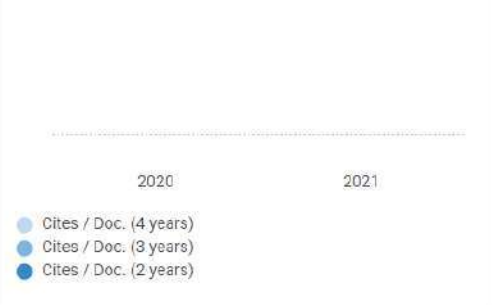 2020 2021
Cites / Doc. (4 years)
Cites / Doc. (3 years)
Cites / Doc. (2 years)